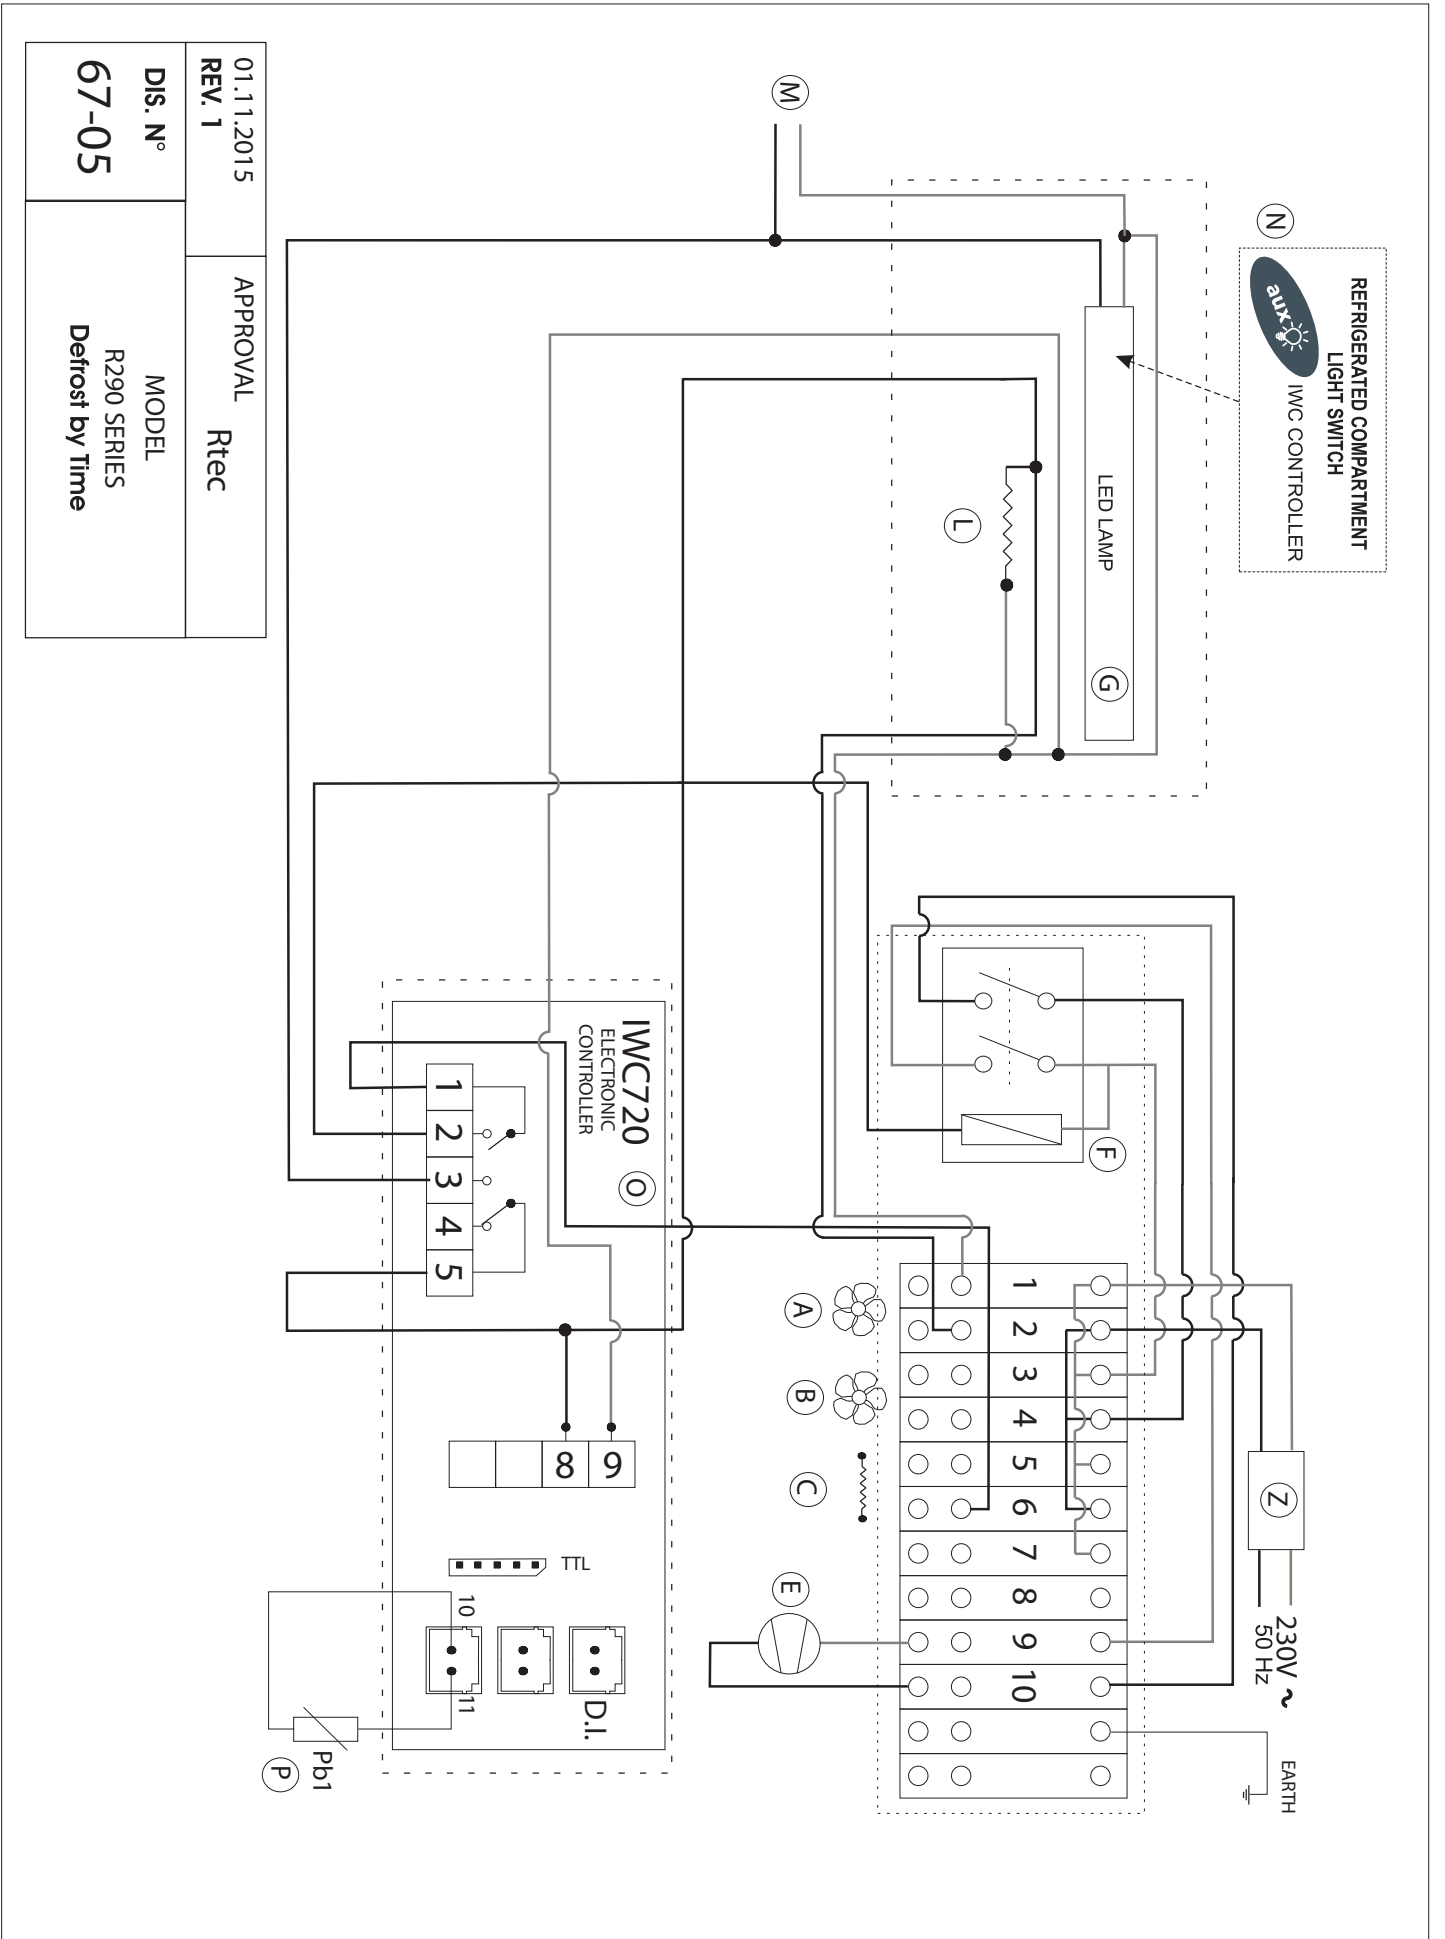 N
REFRIGERATED COMPARTMENT
LIGHT SWITCH
IWC CONTROLLER
aux
M
LED LAMP
G
L
F
Z
230V ~
50 Hz
EARTH
1
2
3
4
5
6
7
8
9
10
A
B
C
E
IWC720
ELECTRONIC
CONTROLLER
O
1
2
3
4
5
8
9
TTL
10
11
D.I.
Pb1
P
01.11.2015
REV. 1
APPROVAL
Rtec
DIS. N°
67-05
MODEL
R290 SERIES
Defrost by Time